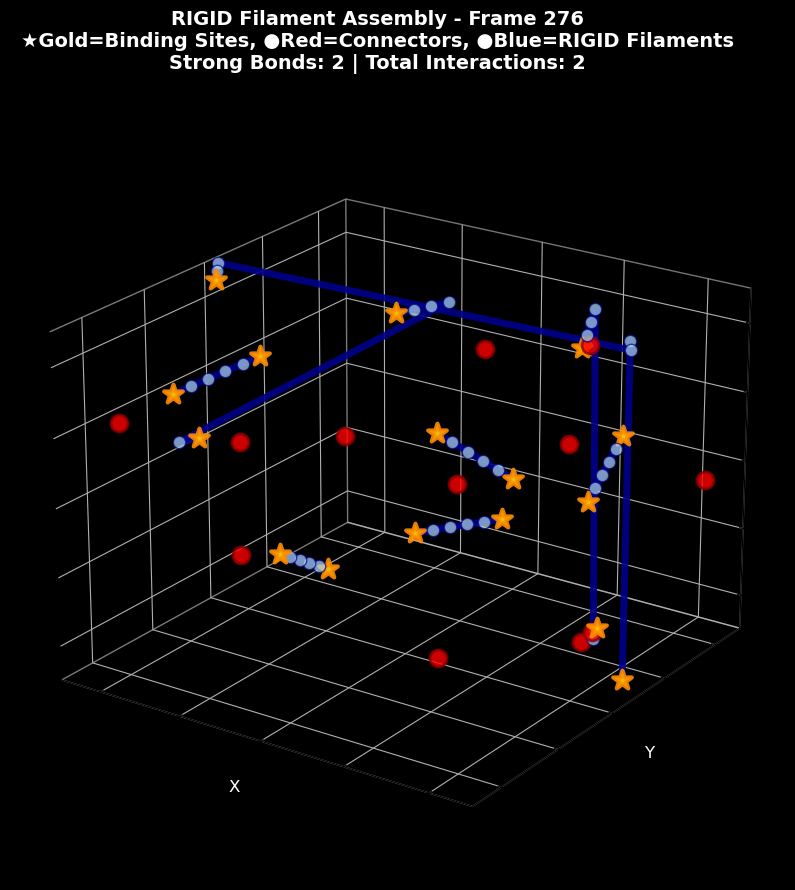 RIGID Filament Assembly - Frame 276
★Gold=Binding Sites, ●Red=Connectors, ●Blue=RIGID Filaments
Strong Bonds: 2 | Total Interactions: 2
Y
X